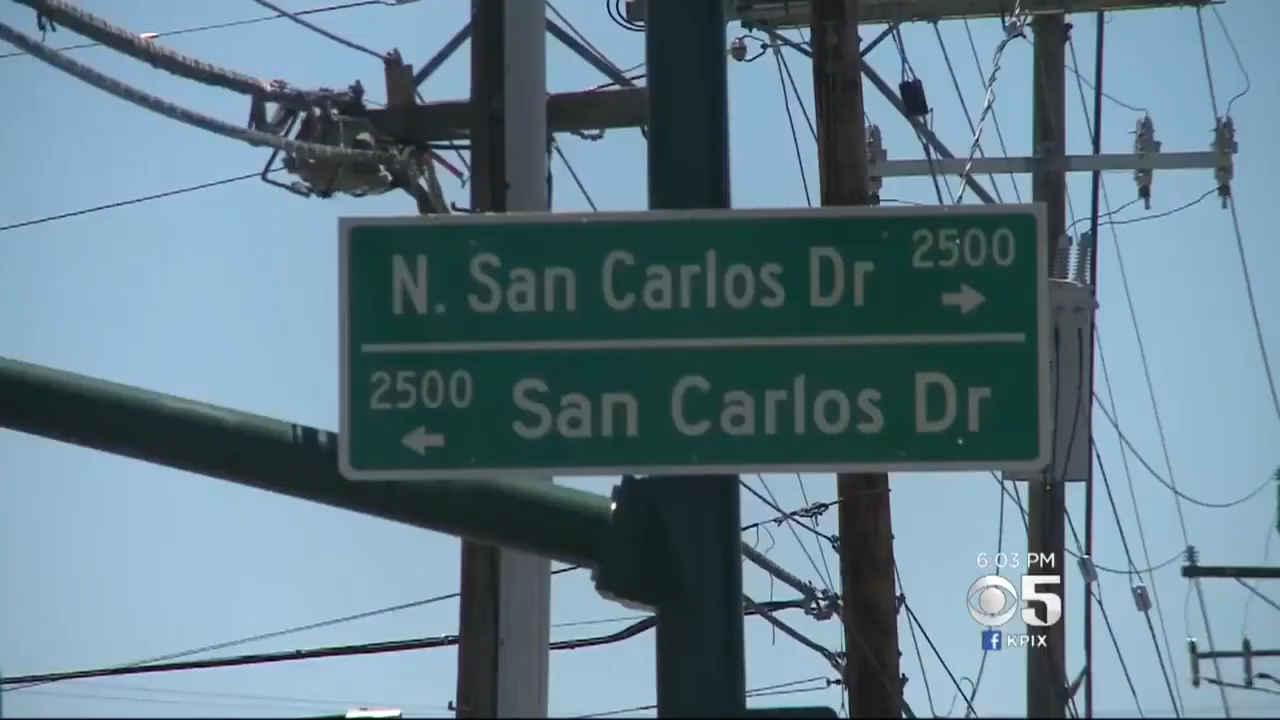 N. San Carlos Dr 2500 →
2500 ← San Carlos Dr
6:03 PM
5
f KPIX